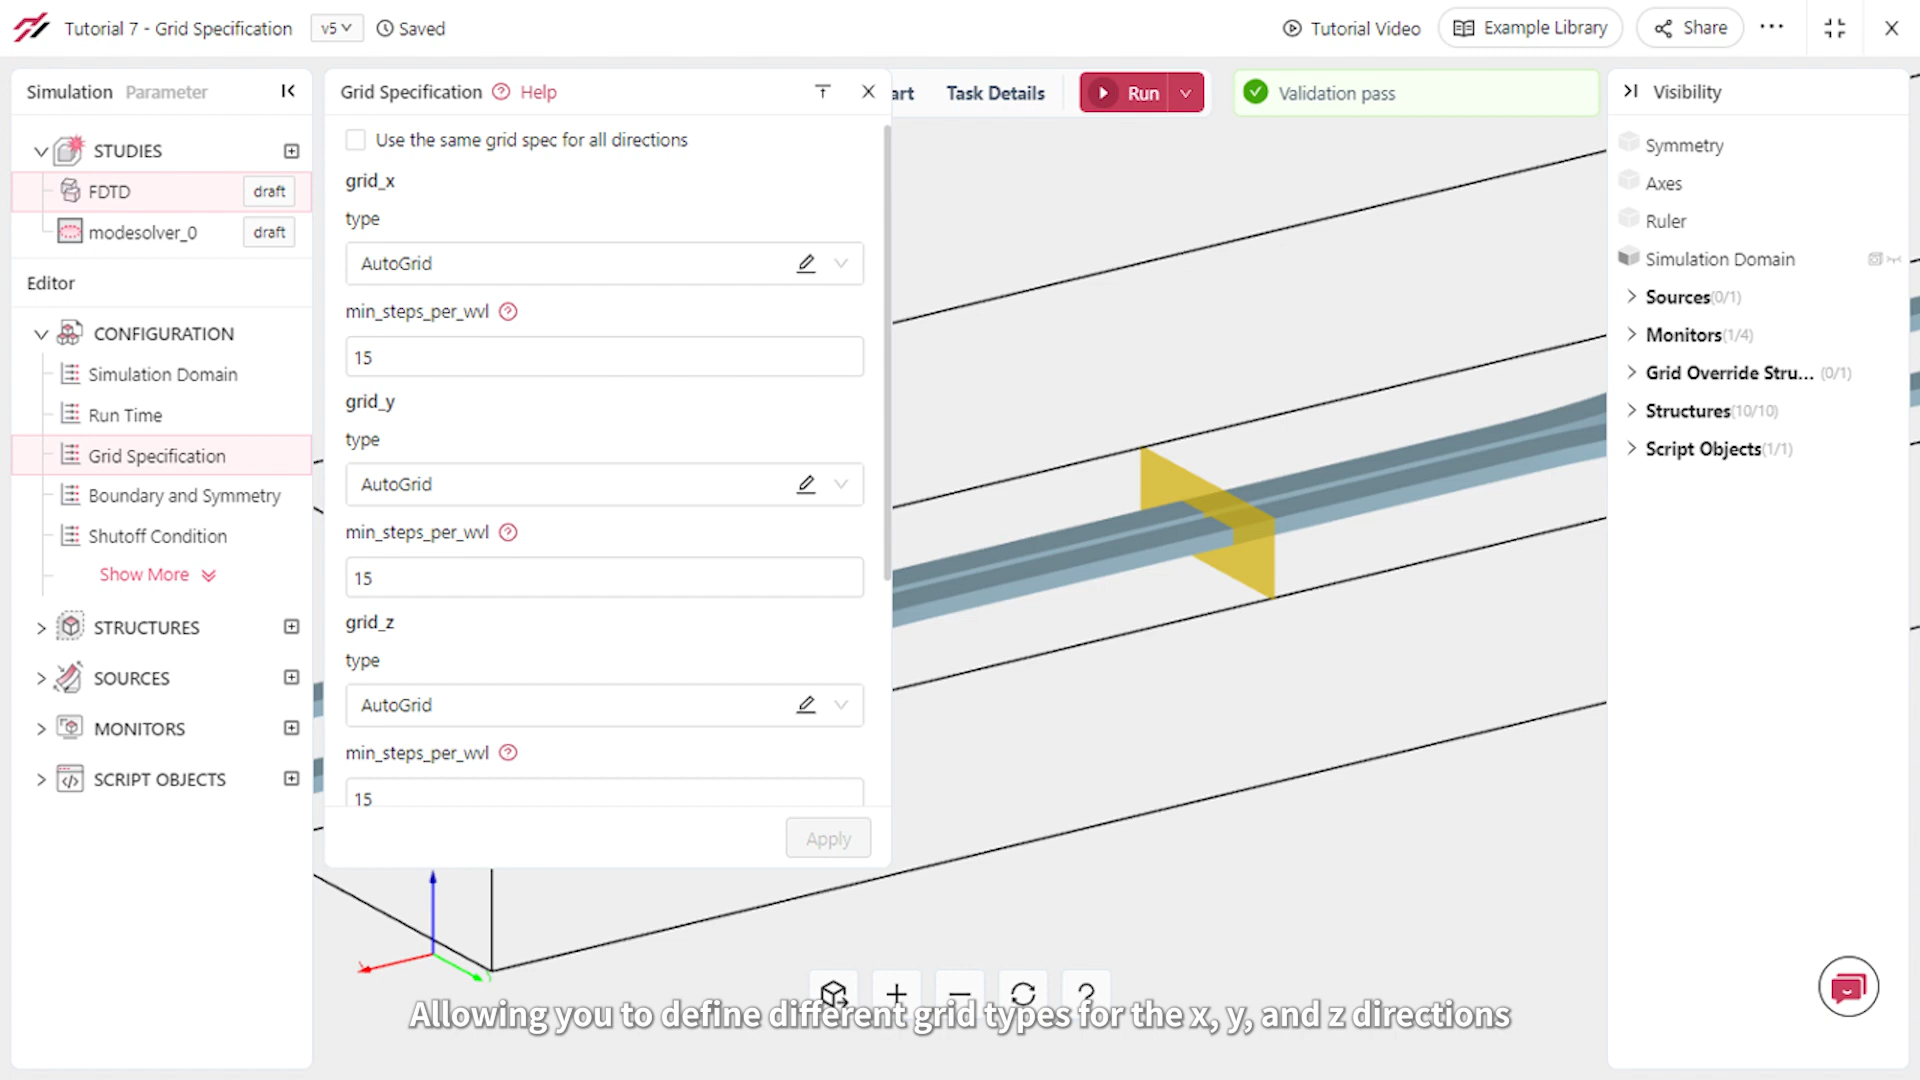 Tutorial 7 - Grid Specification
v5
Saved
Tutorial Video
Example Library
Share
Simulation Parameter
STUDIES
FDTD
draft
modesolver_0
draft
Editor
CONFIGURATION
Simulation Domain
Run Time
Grid Specification
Boundary and Symmetry
Shutoff Condition
Show More
STRUCTURES
SOURCES
MONITORS
SCRIPT OBJECTS
Grid Specification
Help
Use the same grid spec for all directions
grid_x
type
AutoGrid
min_steps_per_wvl
15
grid_y
type
AutoGrid
min_steps_per_wvl
15
grid_z
type
AutoGrid
min_steps_per_wvl
15
Apply
art
Task Details
Run
Validation pass
Visibility
Symmetry
Axes
Ruler
Simulation Domain
Sources(0/1)
Monitors(1/4)
Grid Override Stru... (0/1)
Structures(10/10)
Script Objects(1/1)
Allowing you to define different grid types for the x, y, and z directions